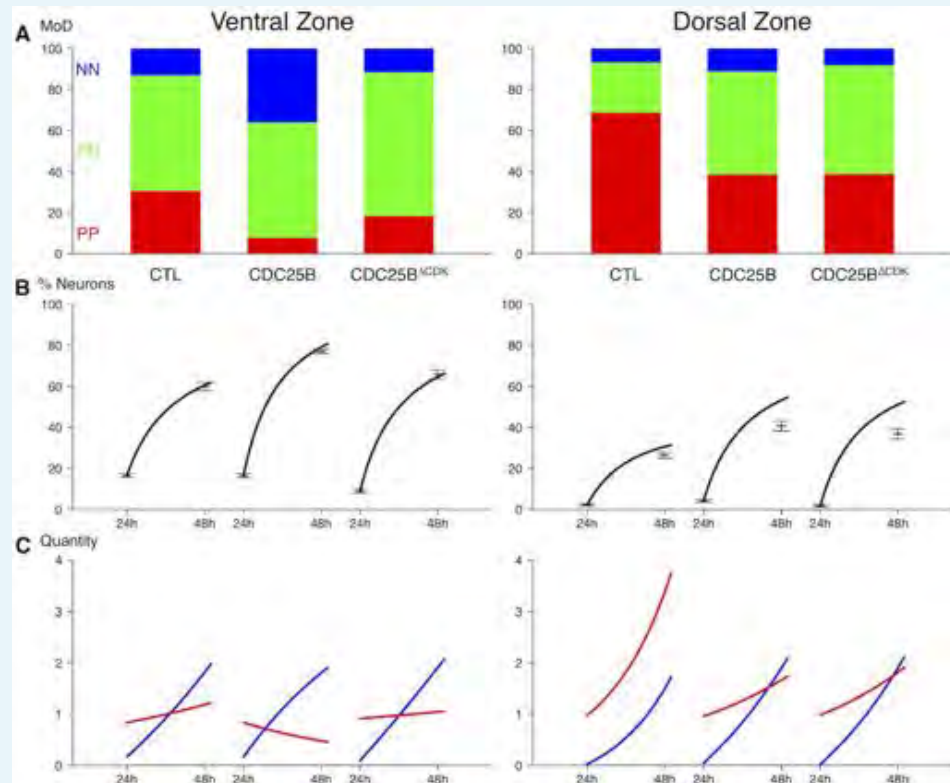 Ventral Zone Dorsal Zone
A MoD
100 100
NN
80 80
60 60
PN
40 40
20 20
PP
0 0
CTL CDC25B CDC25BΔCDK CTL CDC25B CDC25BΔCDK
B % Neurons
100 100
80 80
60 60
40 40
20 20
0 0
24h 48h 24h 48h 24h 48h 24h 48h 24h 48h 24h 48h
C Quantity
4 4
3 3
2 2
1 1
0 0
24h 48h 24h 48h 24h 48h 24h 48h 24h 48h 24h 48h